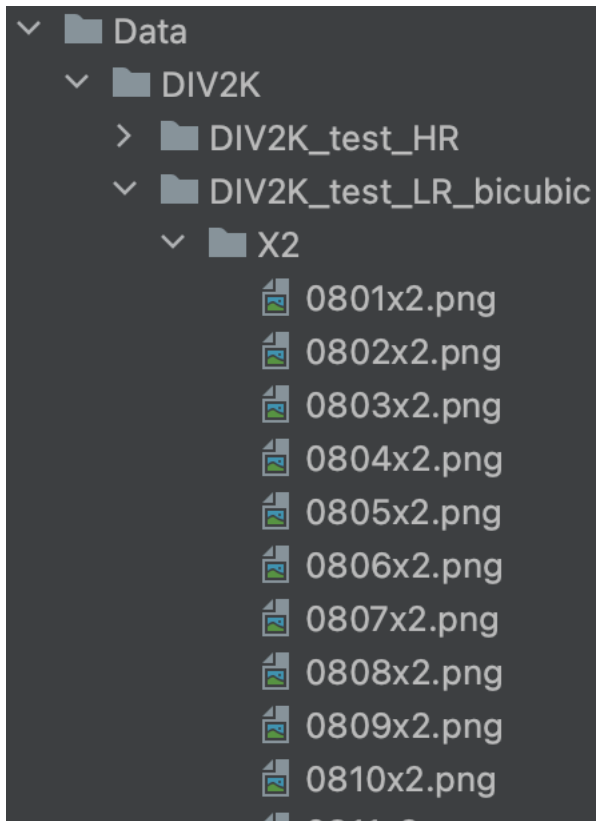 Data
DIV2K
DIV2K_test_HR
DIV2K_test_LR_bicubic
X2
0801x2.png
0802x2.png
0803x2.png
0804x2.png
0805x2.png
0806x2.png
0807x2.png
0808x2.png
0809x2.png
0810x2.png